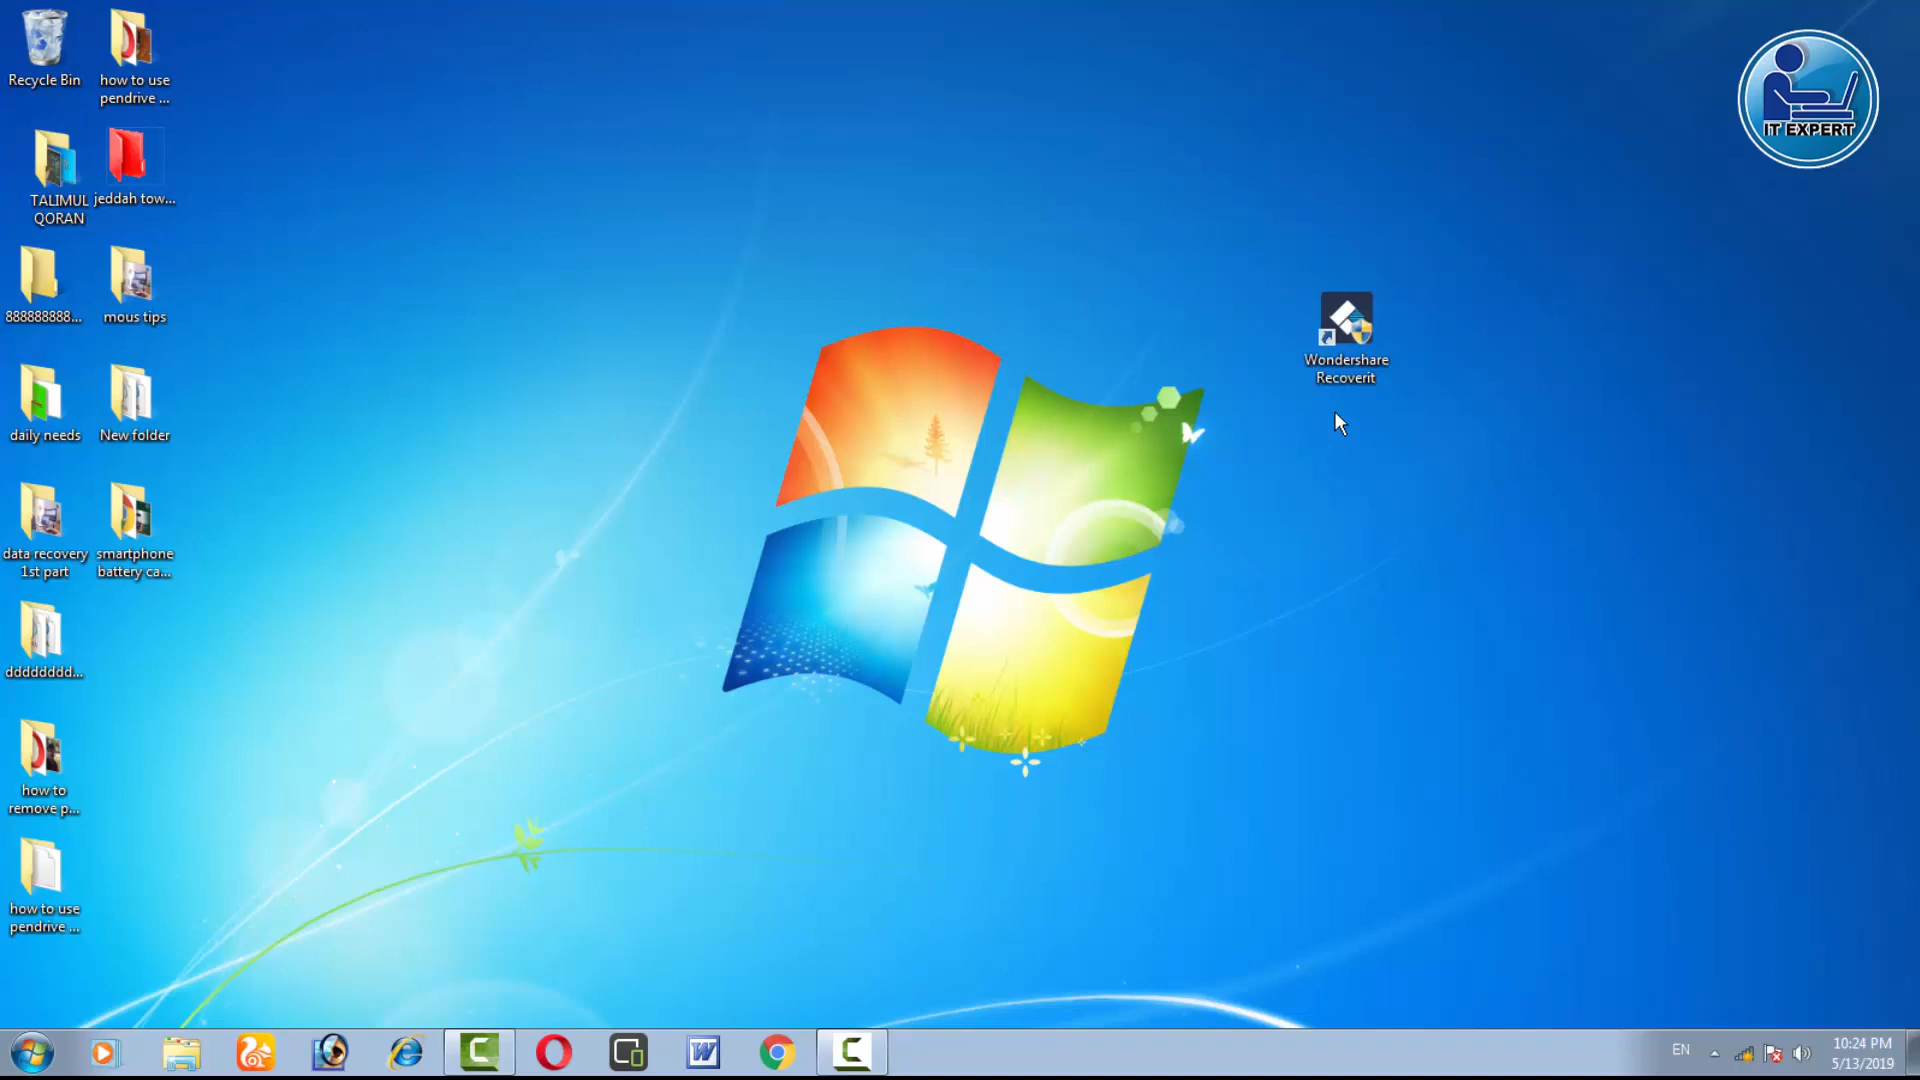 Recycle Bin
how to use
pendrive ...
TALIMUL
QORAN
jeddah tow...
888888888...
mous tips
daily needs
New folder
data recovery
1st part
smartphone
battery ca...
dddddddd...
how to
remove p...
how to use
pendrive ...
Wondershare
Recoverit
IT EXPERT
EN
10:24 PM
5/13/2019